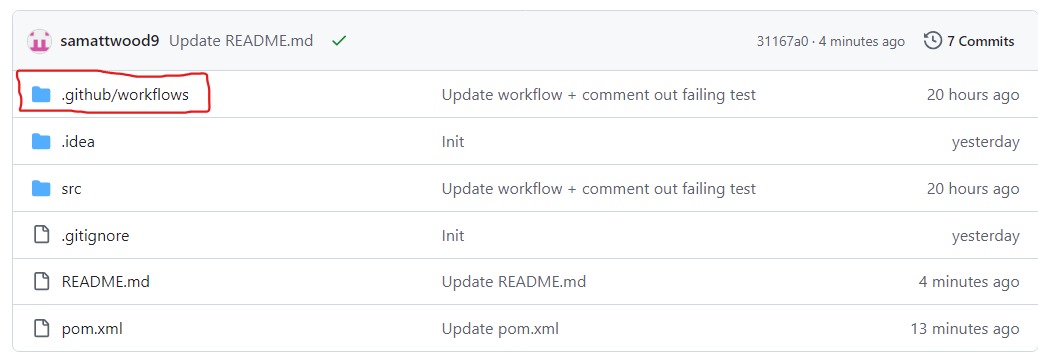 samattwood9 Update README.md 31167a0 · 4 minutes ago 7 Commits
.github/workflows Update workflow + comment out failing test 20 hours ago
.idea Init yesterday
src Update workflow + comment out failing test 20 hours ago
.gitignore Init yesterday
README.md Update README.md 4 minutes ago
pom.xml Update pom.xml 13 minutes ago